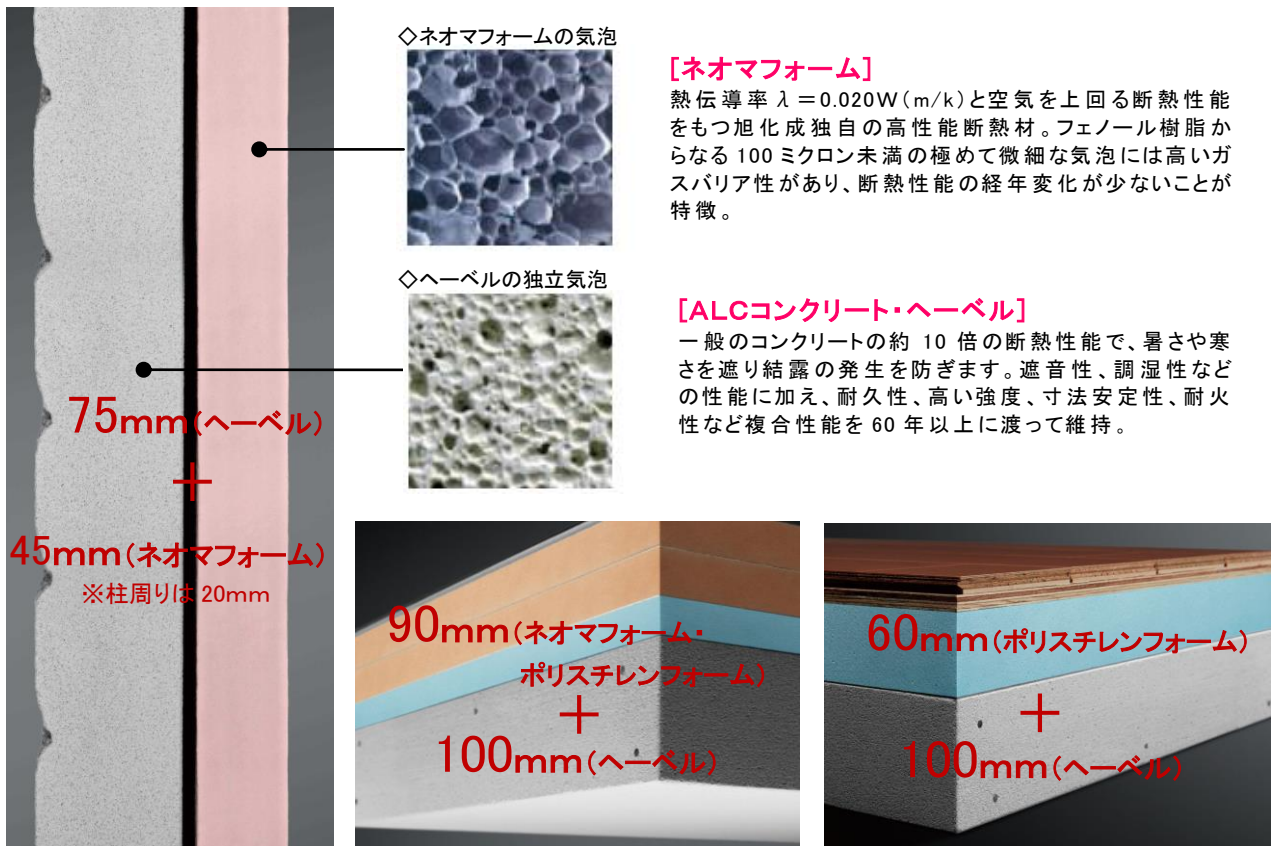 ◇ネオマフォームの気泡
[ネオマフォーム]
熱伝導率λ=0.020W(m/k)と空気を上回る断熱性能
をもつ旭化成独自の高性能断熱材。フェノール樹脂か
らなる100ミクロン未満の極めて微細な気泡には高いガ
スバリア性があり、断熱性能の経年変化が少ないことが
特徴。
◇ヘーベルの独立気泡
[ALCコンクリート・ヘーベル]
一般のコンクリートの約 10 倍の断熱性能で、暑さや寒
さを遮り結露の発生を防ぎます。遮音性、調湿性など
の性能に加え、耐久性、高い強度、寸法安定性、耐火
性など複合性能を 60 年以上に渡って維持。
75mm(ヘーベル)
+
45mm(ネオマフォーム)
※柱周りは 20mm
90mm(ネオマフォーム・
ポリスチレンフォーム)
+
100mm(ヘーベル)
60mm(ポリスチレンフォーム)
+
100mm(ヘーベル)